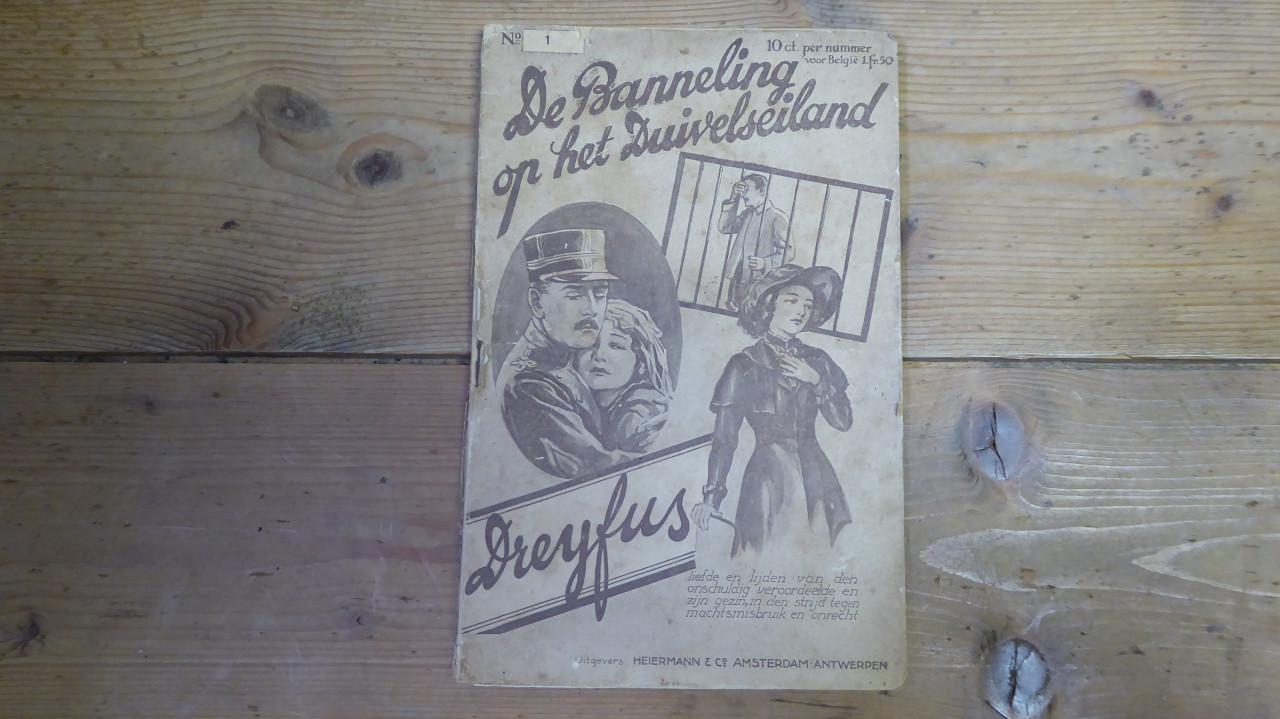 No 1
10 ct. per nummer
voor België 1.fr.50
De Banneling
op het Duivelseiland
Dreyfus
liefde en lijden van den
onschuldig veroordeelde en
zijn gezin, in den strijd tegen
machtsmisbruik en onrecht
Uitgevers HEIERMANN & Co AMSTERDAM ANTWERPEN